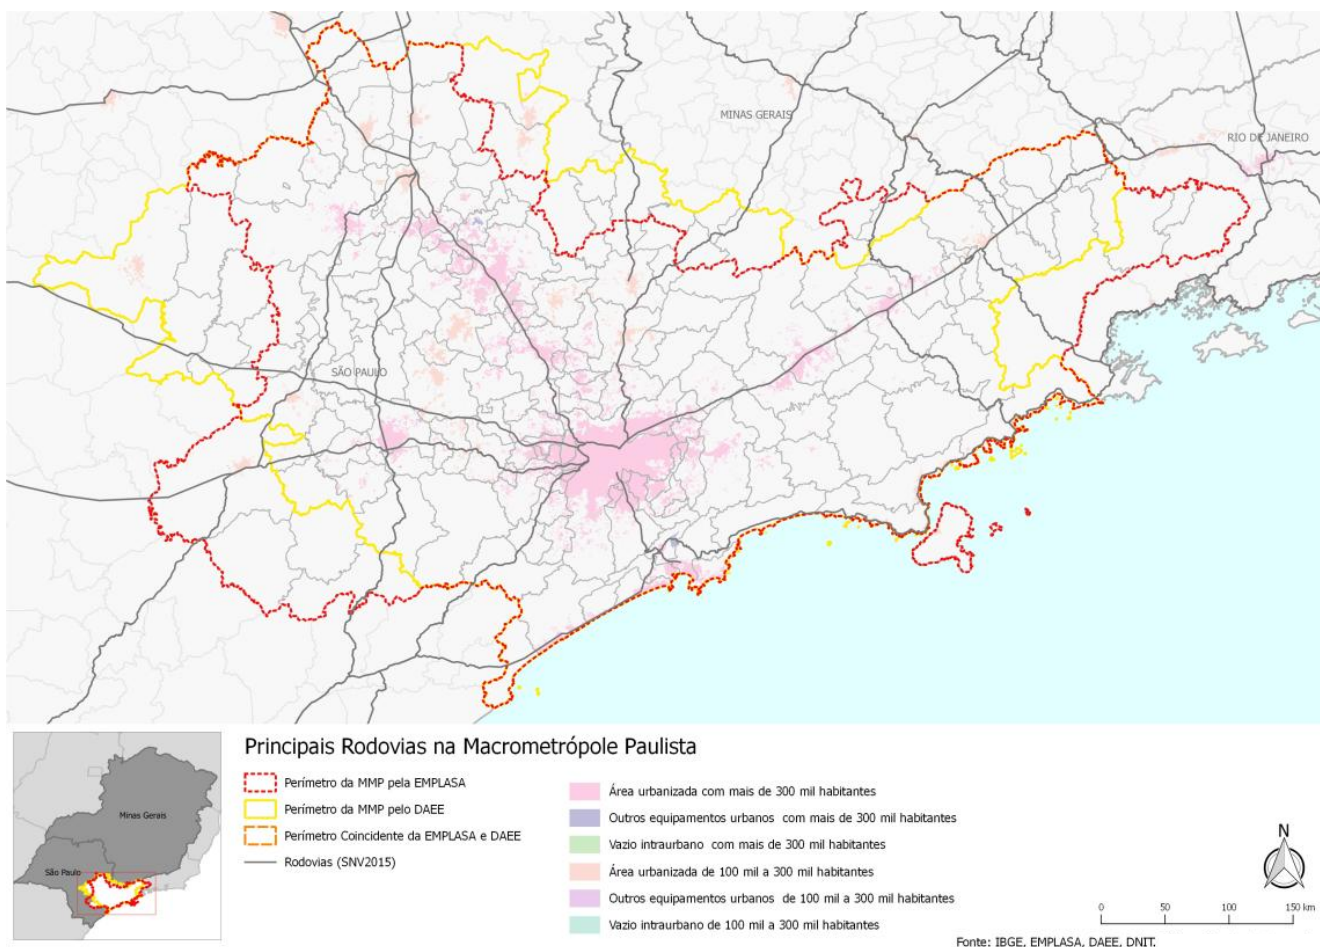 MINAS GERAIS
RIO DE JANEIRO
SÃO PAULO
Principais Rodovias na Macrometrópole Paulista
Perímetro da MMP pela EMPLASA
Perímetro da MMP pelo DAEE
Perímetro Coincidente da EMPLASA e DAEE
Rodovias (SNV2015)
Área urbanizada com mais de 300 mil habitantes
Outros equipamentos urbanos com mais de 300 mil habitantes
Vazio intraurbano com mais de 300 mil habitantes
Área urbanizada de 100 mil a 300 mil habitantes
Outros equipamentos urbanos de 100 mil a 300 mil habitantes
Vazio intraurbano de 100 mil a 300 mil habitantes
Minas Gerais
São Paulo
N
0 50 100 150 km
Fonte: IBGE, EMPLASA, DAEE, DNIT.